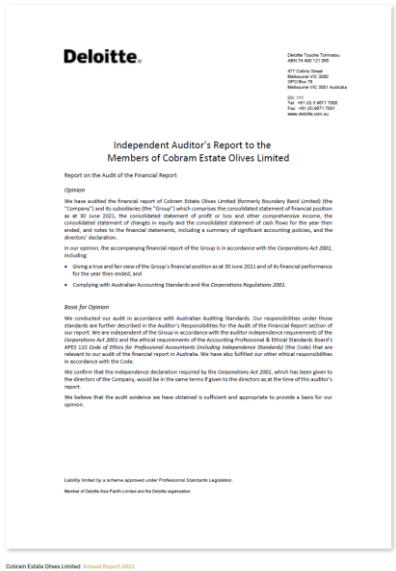 Deloitte.
Deloitte Touche Tohmatsu
ABN 74 490 121 060
477 Collins Street
Melbourne VIC 3000
GPO Box 78
Melbourne VIC 3001 Australia
DX: 111
Tel: +61 (0) 3 9671 7000
Fax: +61 (0) 9671 7001
www.deloitte.com.au
Independent Auditor's Report to the
Members of Cobram Estate Olives Limited
Report on the Audit of the Financial Report
Opinion
We have audited the financial report of Cobram Estate Olives Limited (formerly Boundary Bend Limited) (the
"Company") and its subsidiaries (the "Group") which comprises the consolidated statement of financial position
as at 30 June 2021, the consolidated statement of profit or loss and other comprehensive income, the
consolidated statement of changes in equity and the consolidated statement of cash flows for the year then
ended, and notes to the financial statements, including a summary of significant accounting policies, and the
directors' declaration.
In our opinion, the accompanying financial report of the Group is in accordance with the Corporations Act 2001,
including:
• Giving a true and fair view of the Group's financial position as at 30 June 2021 and of its financial performance
for the year then ended; and
• Complying with Australian Accounting Standards and the Corporations Regulations 2001.
Basis for Opinion
We conducted our audit in accordance with Australian Auditing Standards. Our responsibilities under those
standards are further described in the Auditor's Responsibilities for the Audit of the Financial Report section of
our report. We are independent of the Group in accordance with the auditor independence requirements of the
Corporations Act 2001 and the ethical requirements of the Accounting Professional & Ethical Standards Board's
APES 110 Code of Ethics for Professional Accountants (including Independence Standards) (the Code) that are
relevant to our audit of the financial report in Australia. We have also fulfilled our other ethical responsibilities
in accordance with the Code.
We confirm that the independence declaration required by the Corporations Act 2001, which has been given to
the directors of the Company, would be in the same terms if given to the directors as at the time of this auditor's
report.
We believe that the audit evidence we have obtained is sufficient and appropriate to provide a basis for our
opinion.
Liability limited by a scheme approved under Professional Standards Legislation.
Member of Deloitte Asia Pacific Limited and the Deloitte organisation.
Cobram Estate Olives Limited Annual Report 2021